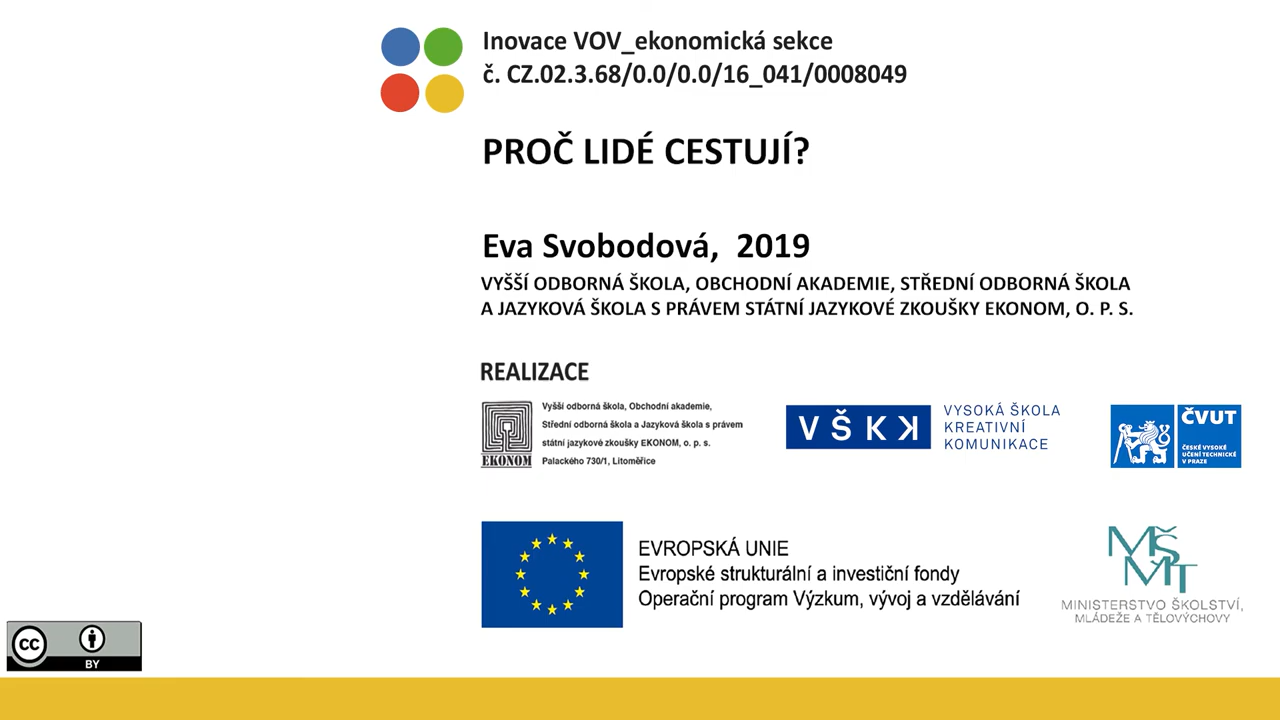 Inovace VOV_ekonomická sekce
č. CZ.02.3.68/0.0/0.0/16_041/0008049
PROČ LIDÉ CESTUJÍ?
Eva Svobodová, 2019
VYŠŠÍ ODBORNÁ ŠKOLA, OBCHODNÍ AKADEMIE, STŘEDNÍ ODBORNÁ ŠKOLA
A JAZYKOVÁ ŠKOLA S PRÁVEM STÁTNÍ JAZYKOVÉ ZKOUŠKY EKONOM, O. P. S.
REALIZACE
EKONOM
Vyšší odborná škola, Obchodní akademie,
Střední odborná škola a Jazyková škola s právem
státní jazykové zkoušky EKONOM, o. p. s.
Palackého 730/1, Litoměřice
VŠKK
VYSOKÁ ŠKOLA
KREATIVNÍ
KOMUNIKACE
ČVUT
ČESKÉ VYSOKÉ
UČENÍ TECHNICKÉ
V PRAZE
EVROPSKÁ UNIE
Evropské strukturální a investiční fondy
Operační program Výzkum, vývoj a vzdělávání
MŠMT
MINISTERSTVO ŠKOLSTVÍ,
MLÁDEŽE A TĚLOVÝCHOVY
cc
BY